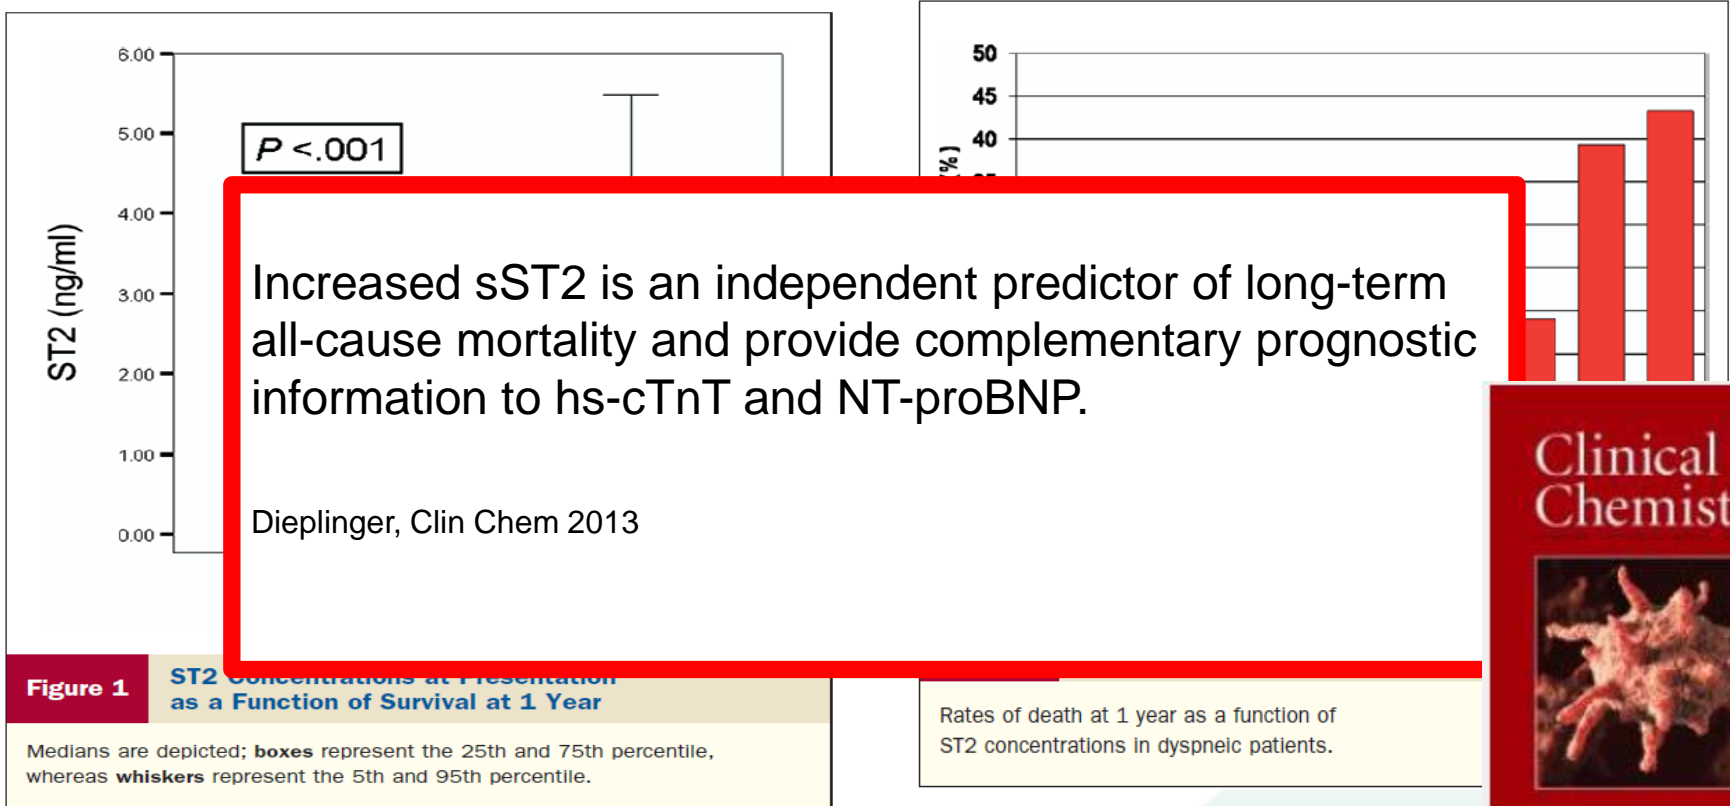 6.00
5.00
4.00
3.00
2.00
1.00
0.00
ST2 (ng/ml)
P <.001
50
45
40
(%)
Increased sST2 is an independent predictor of long-term
all-cause mortality and provide complementary prognostic
information to hs-cTnT and NT-proBNP.
Dieplinger, Clin Chem 2013
Clinical
Chemist
Figure 1
ST2 Concentrations at Presentation
as a Function of Survival at 1 Year
Medians are depicted; boxes represent the 25th and 75th percentile,
whereas whiskers represent the 5th and 95th percentile.
Rates of death at 1 year as a function of
ST2 concentrations in dyspneic patients.